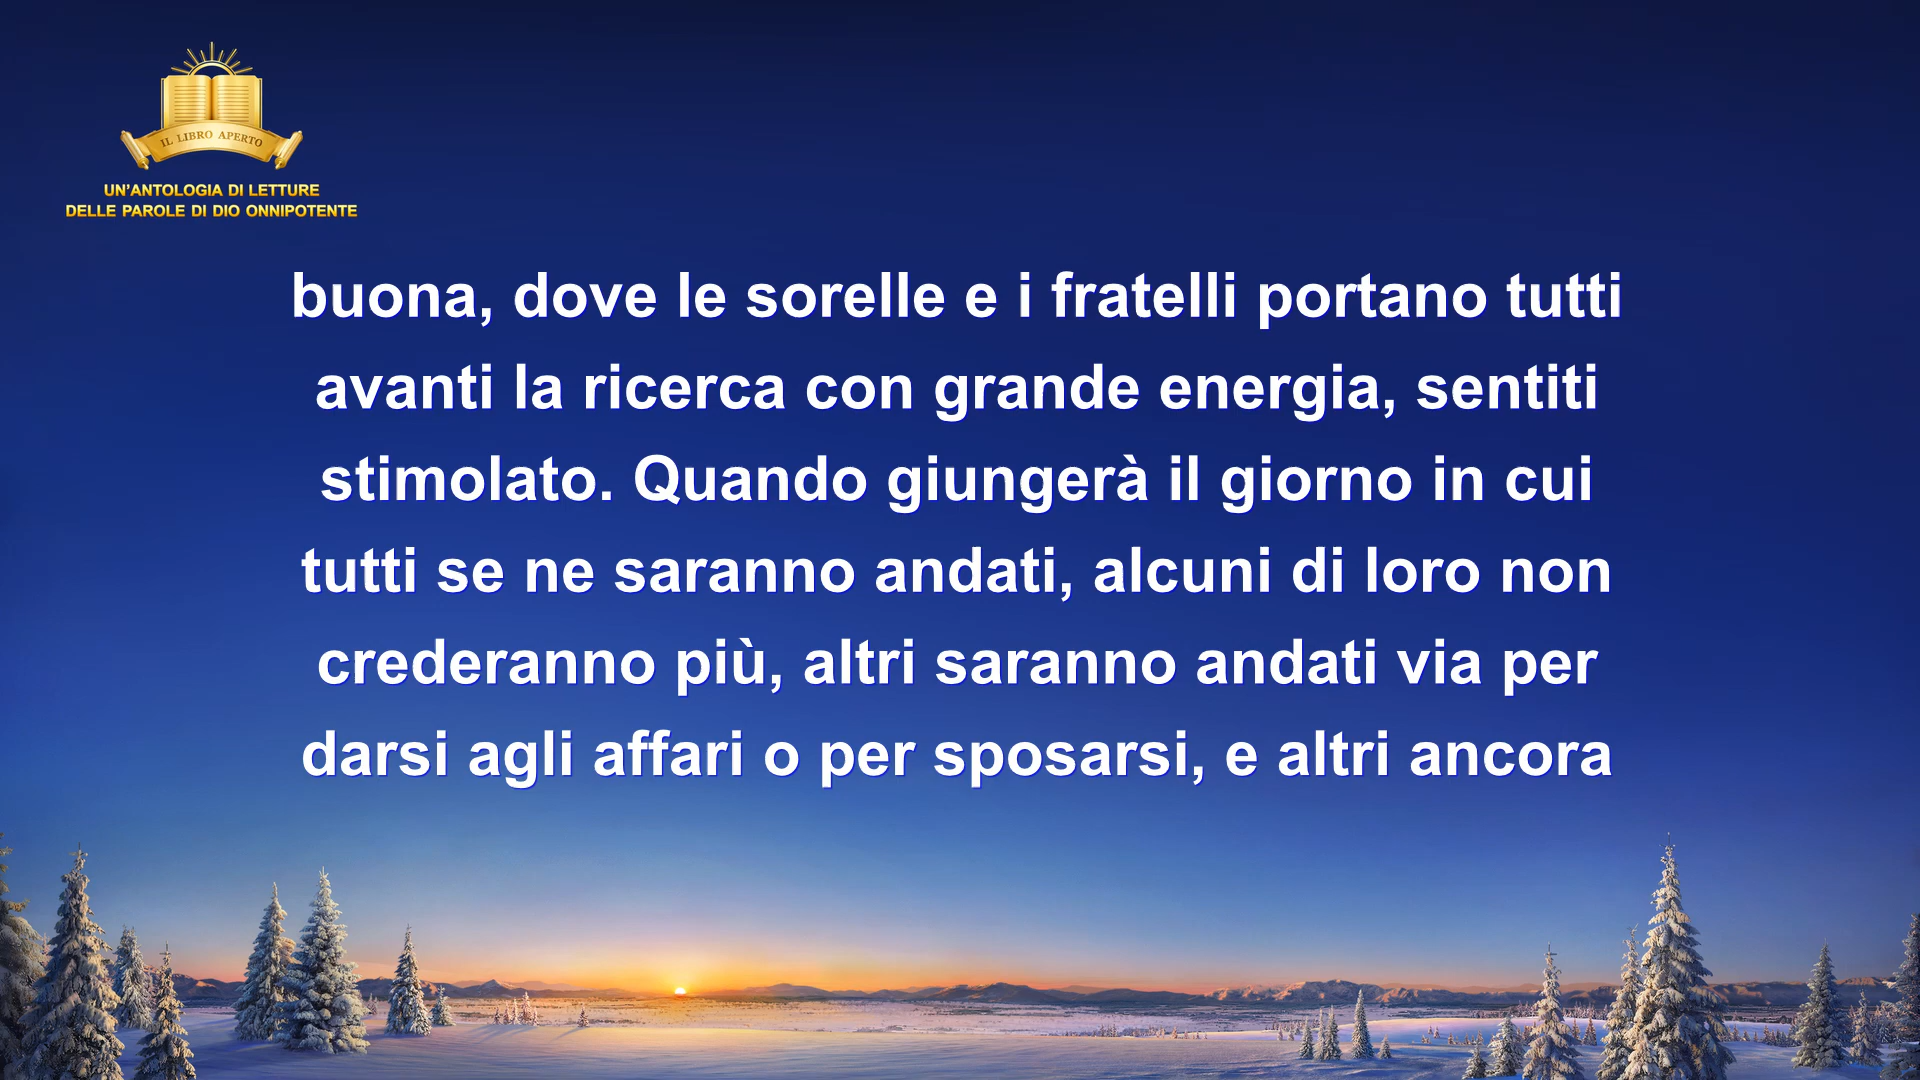 IL LIBRO APERTO
UN'ANTOLOGIA DI LETTURE
DELLE PAROLE DI DIO ONNIPOTENTE
buona, dove le sorelle e i fratelli portano tutti
avanti la ricerca con grande energia, sentiti
stimolato. Quando giungerà il giorno in cui
tutti se ne saranno andati, alcuni di loro non
crederanno più, altri saranno andati via per
darsi agli affari o per sposarsi, e altri ancora